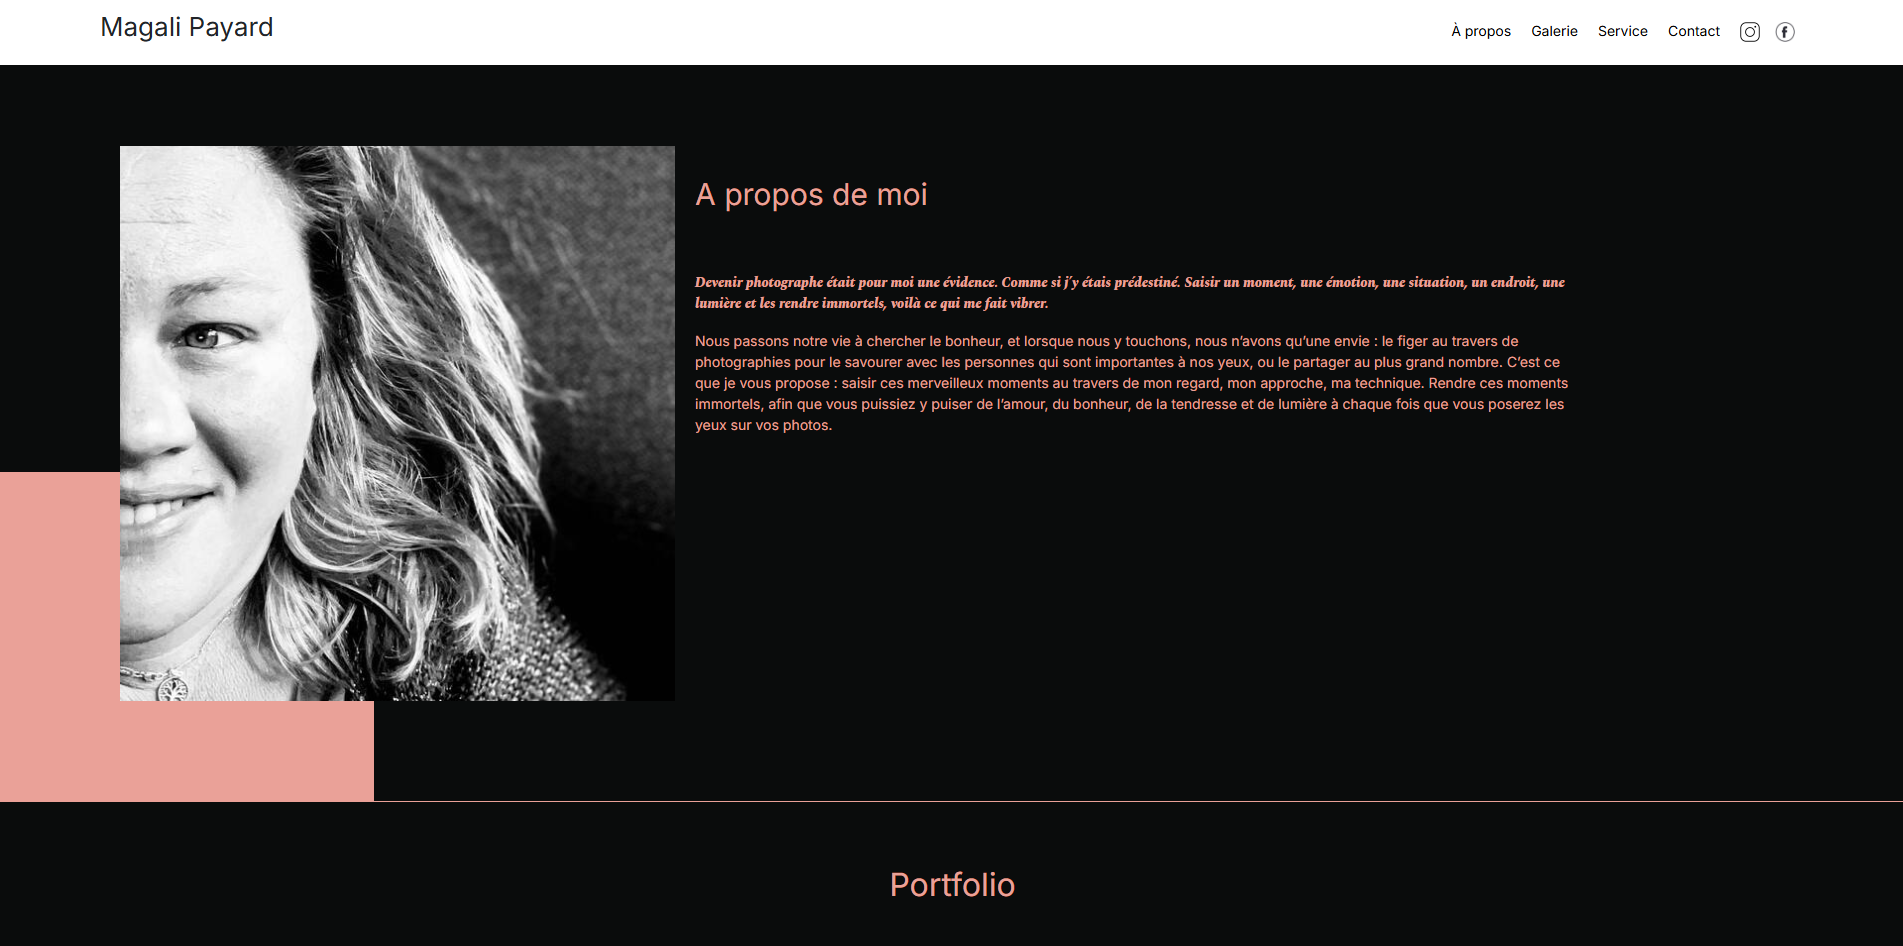 Magali Payard
À propos Galerie Service Contact
A propos de moi
Devenir photographe était pour moi une évidence. Comme si j'y étais prédestiné. Saisir un moment, une émotion, une situation, un endroit, une
lumière et les rendre immortels, voilà ce qui me fait vibrer.
Nous passons notre vie à chercher le bonheur, et lorsque nous y touchons, nous n’avons qu’une envie : le figer au travers de
photographies pour le savourer avec les personnes qui sont importantes à nos yeux, ou le partager au plus grand nombre. C’est ce
que je vous propose : saisir ces merveilleux moments au travers de mon regard, mon approche, ma technique. Rendre ces moments
immortels, afin que vous puissiez y puiser de l’amour, du bonheur, de la tendresse et de lumière à chaque fois que vous poserez les
yeux sur vos photos.
Portfolio